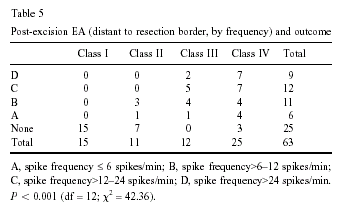 Table 5
Post-excision EA (distant to resection border, by frequency) and outcome
Class I Class II Class III Class IV Total
D 0 0 2 7 9
C 0 0 5 7 12
B 0 3 4 4 11
A 0 1 1 4 6
None 15 7 0 3 25
Total 15 11 12 25 63
A, spike frequency ≤ 6 spikes/min; B, spike frequency>6–12 spikes/min;
C, spike frequency>12–24 spikes/min; D, spike frequency>24 spikes/min.
P < 0.001 (df = 12; χ² = 42.36).